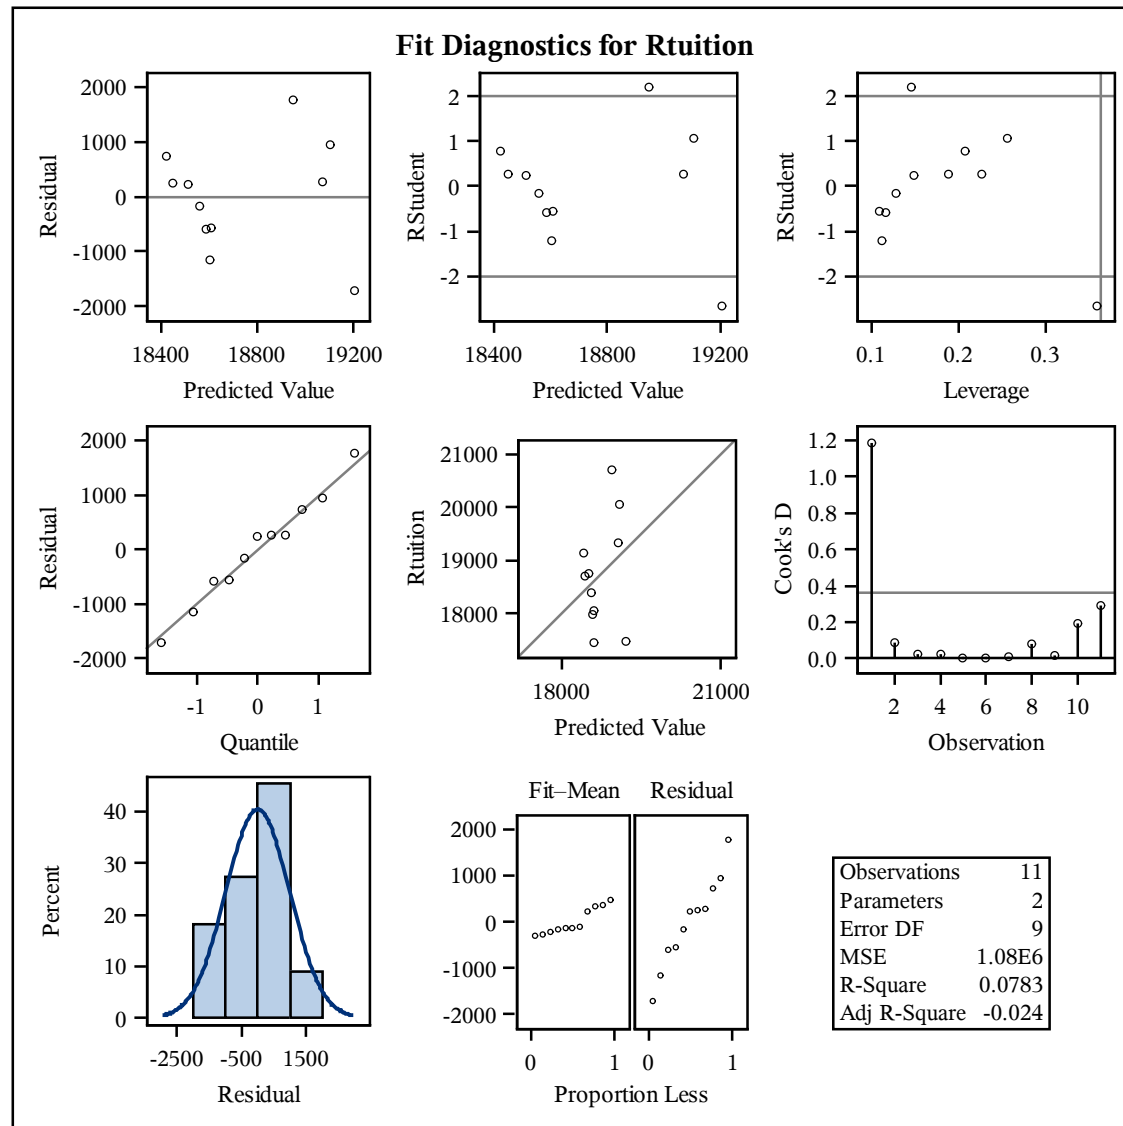 Fit Diagnostics for Rtuition
2000
1000
0
-1000
-2000
Residual
18400 18800 19200
Predicted Value
2
1
0
-1
-2
RStudent
18400 18800 19200
Predicted Value
2
1
0
-1
-2
RStudent
0.1 0.2 0.3
Leverage
2000
1000
0
-1000
-2000
Residual
-1 0 1
Quantile
21000
20000
19000
18000
Rtuition
18000 21000
Predicted Value
1.2
1.0
0.8
0.6
0.4
0.2
0.0
Cook's D
2 4 6 8 10
Observation
40
30
20
10
0
Percent
-2500 -500 1500
Residual
Fit–Mean Residual
2000
1000
0
-1000
-2000
0 1 0 1
Proportion Less
Observations 11
Parameters 2
Error DF 9
MSE 1.08E6
R-Square 0.0783
Adj R-Square -0.024